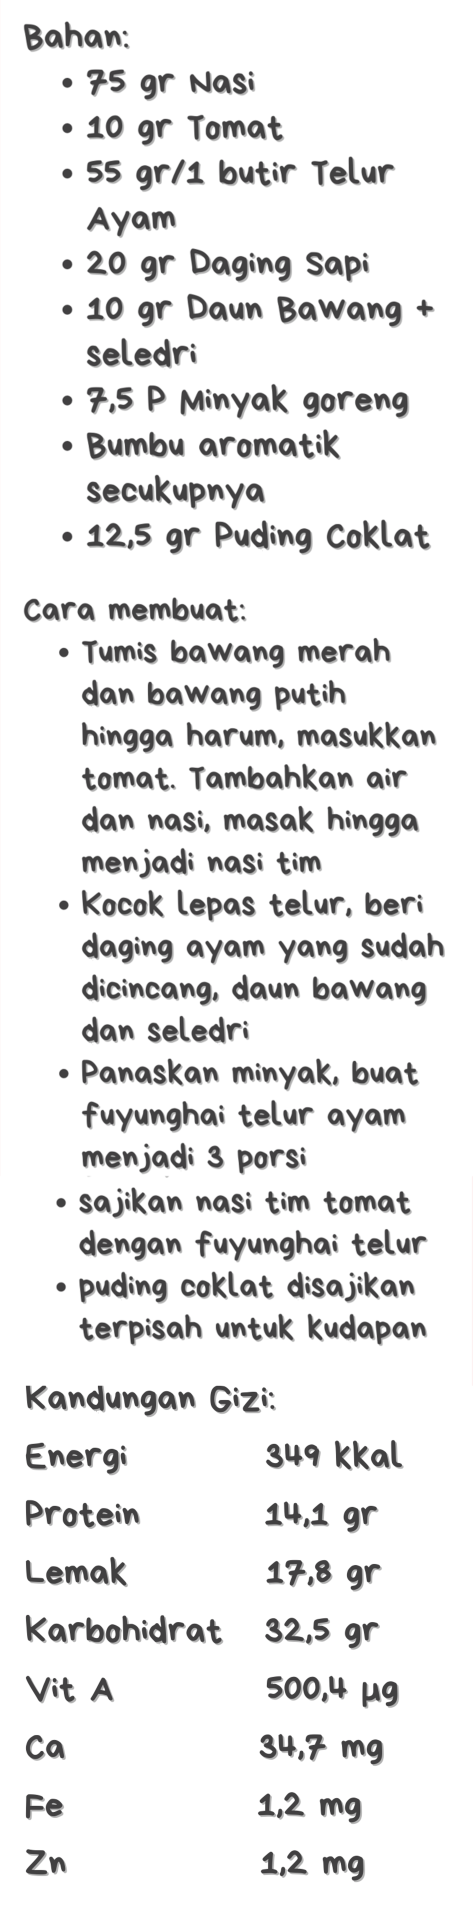 Bahan:
• 75 gr Nasi
• 10 gr Tomat
• 55 gr/1 butir Telur
Ayam
• 20 gr Daging Sapi
• 10 gr Daun Bawang +
seledri
• 7,5 P Minyak goreng
• Bumbu aromatik
secukupnya
• 12,5 gr Puding Coklat
Cara membuat:
• Tumis bawang merah
dan bawang putih
hingga harum, masukkan
tomat. Tambahkan air
dan nasi, masak hingga
menjadi nasi tim
• Kocok lepas telur, beri
daging ayam yang sudah
dicincang, daun bawang
dan seledri
• Panaskan minyak, buat
fuyunghai telur ayam
menjadi 3 porsi
• sajikan nasi tim tomat
dengan fuyunghai telur
• puding coklat disajikan
terpisah untuk kudapan
Kandungan Gizi:
Energi 349 kkal
Protein 14,1 gr
Lemak 17,8 gr
Karbohidrat 32,5 gr
Vit A 500,4 µg
Ca 34,7 mg
Fe 1,2 mg
Zn 1,2 mg